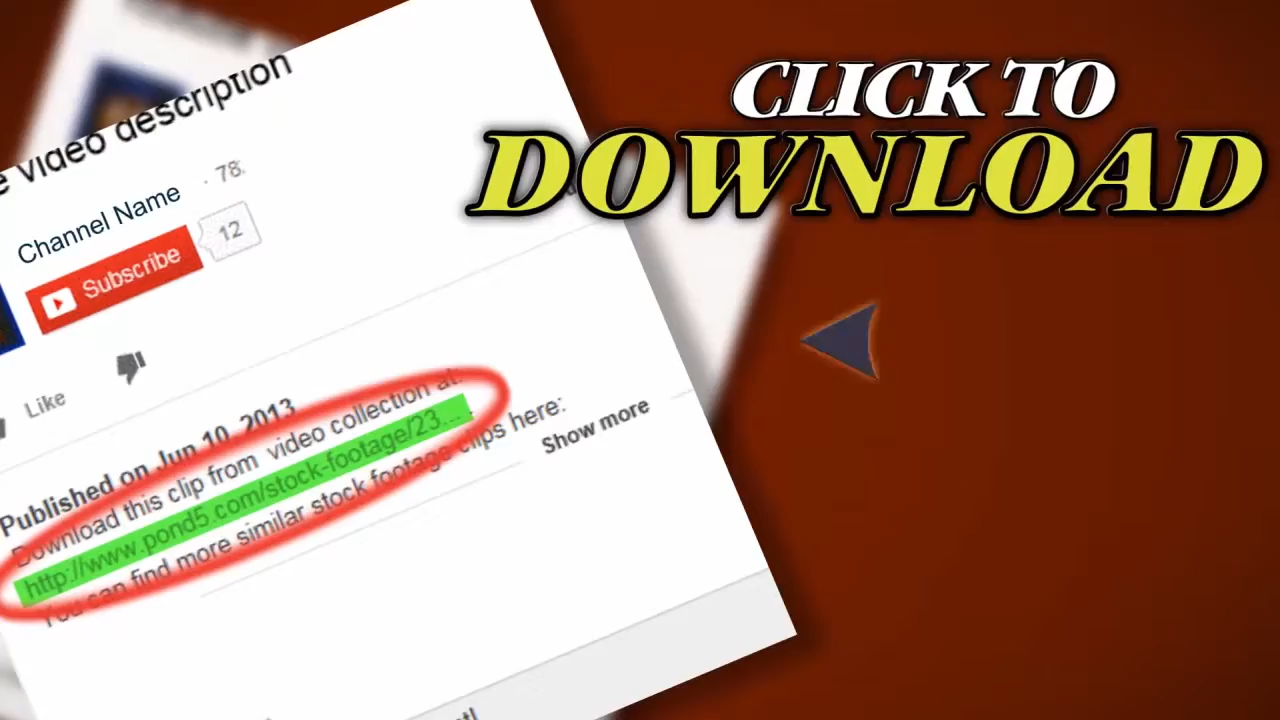 CLICK TO
DOWNLOAD
e video description
Channel Name
Subscribe
12
Like
Published on Jun 10, 2013
Download this clip from video collection at:
http://www.pond5.com/stock-footage/23...
You can find more similar stock footage clips here:
Show more